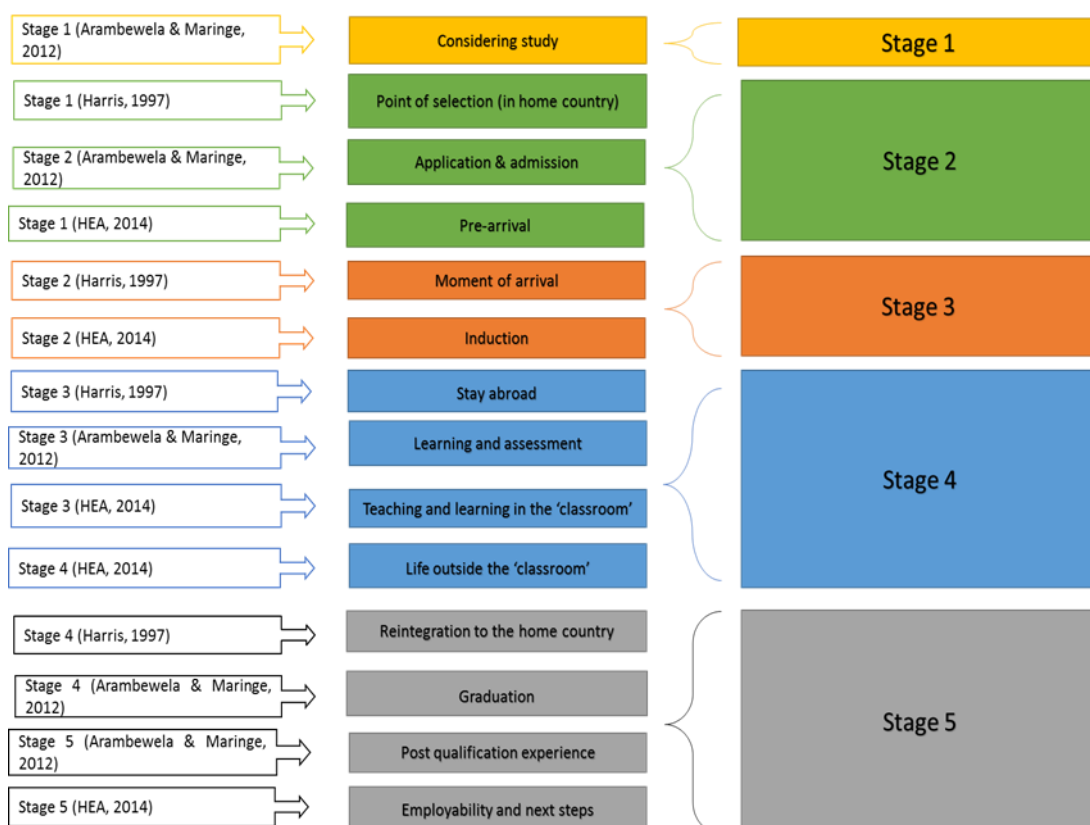 Stage 1 (Arambewela & Maringe,
2012)
Considering study
Stage 1
Stage 1 (Harris, 1997)
Point of selection (in home country)
Stage 2 (Arambewela & Maringe,
2012)
Application & admission
Stage 2
Stage 1 (HEA, 2014)
Pre-arrival
Stage 2 (Harris, 1997)
Moment of arrival
Stage 3
Stage 2 (HEA, 2014)
Induction
Stage 3 (Harris, 1997)
Stay abroad
Stage 3 (Arambewela & Maringe,
2012)
Learning and assessment
Stage 4
Stage 3 (HEA, 2014)
Teaching and learning in the ‘classroom’
Stage 4 (HEA, 2014)
Life outside the ‘classroom’
Stage 4 (Harris, 1997)
Reintegration to the home country
Stage 4 (Arambewela & Maringe,
2012)
Graduation
Stage 5
Stage 5 (Arambewela & Maringe,
2012)
Post qualification experience
Stage 5 (HEA, 2014)
Employability and next steps